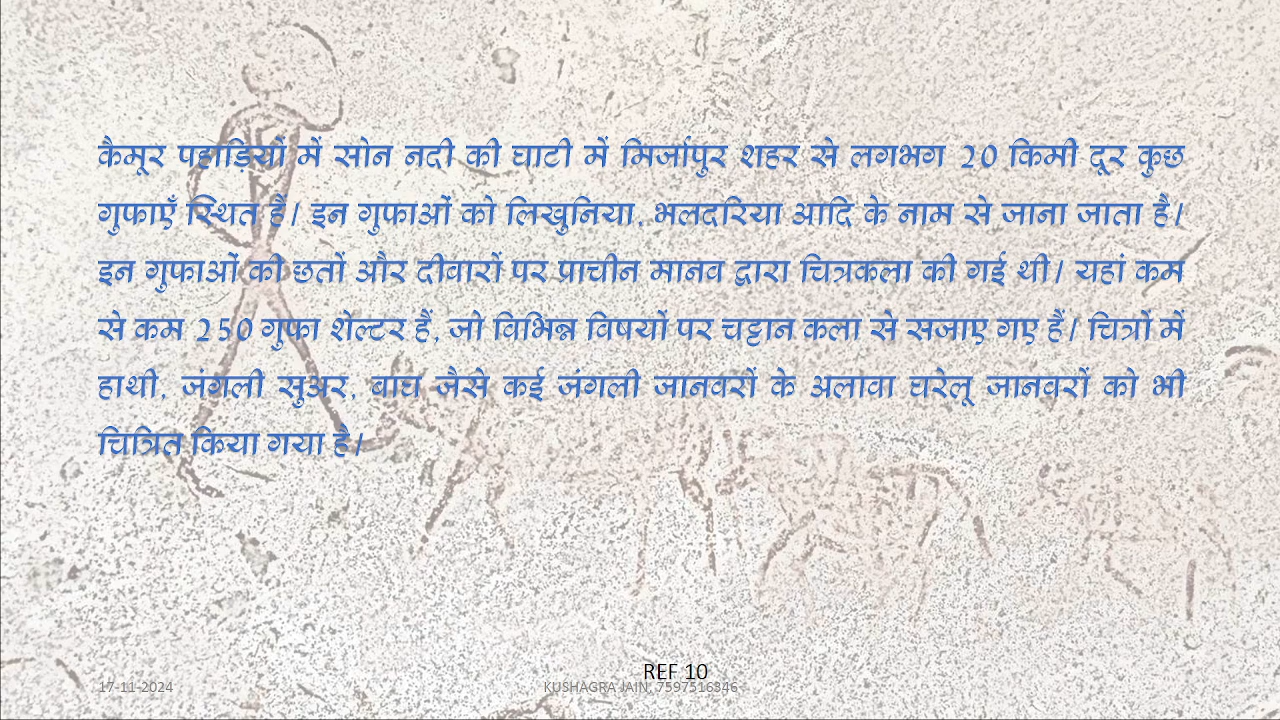 कैमूर पहाड़ियों में सोन नदी की घाटी में मिर्जापुर शहर से लगभग 20 किमी दूर कुछ
गुफाएँ स्थित हैं। इन गुफाओं को लिखुनिया, भलदरिया आदि के नाम से जाना जाता है।
इन गुफाओं की छतों और दीवारों पर प्राचीन मानव द्वारा चित्रकला की गई थी। यहां कम
से कम 250 गुफा शेल्टर हैं, जो विभिन्न विषयों पर चट्टान कला से सजाए गए हैं। चित्रों में
हाथी, जंगली सुअर, बाघ जैसे कई जंगली जानवरों के अलावा घरेलू जानवरों को भी
चित्रित किया गया है।
REF 10
17-11-2024 KUSHAGRA JAIN, 7597516346